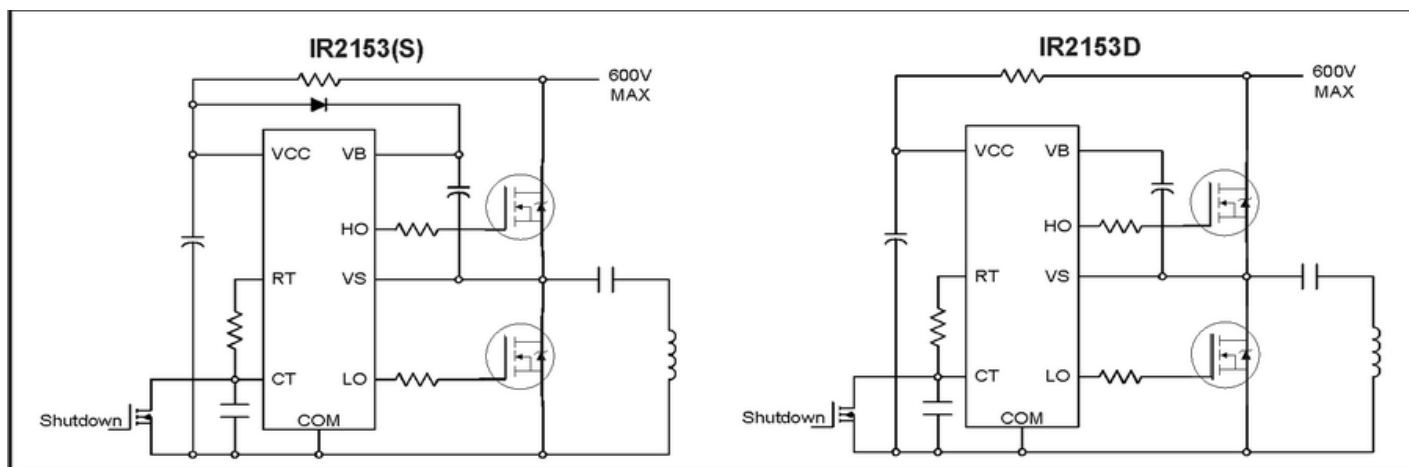 IR2153(S)
600V
MAX
VCC
VB
HO
RT
VS
CT
LO
Shutdown
COM
IR2153D
600V
MAX
VCC
VB
HO
RT
VS
CT
LO
Shutdown
COM